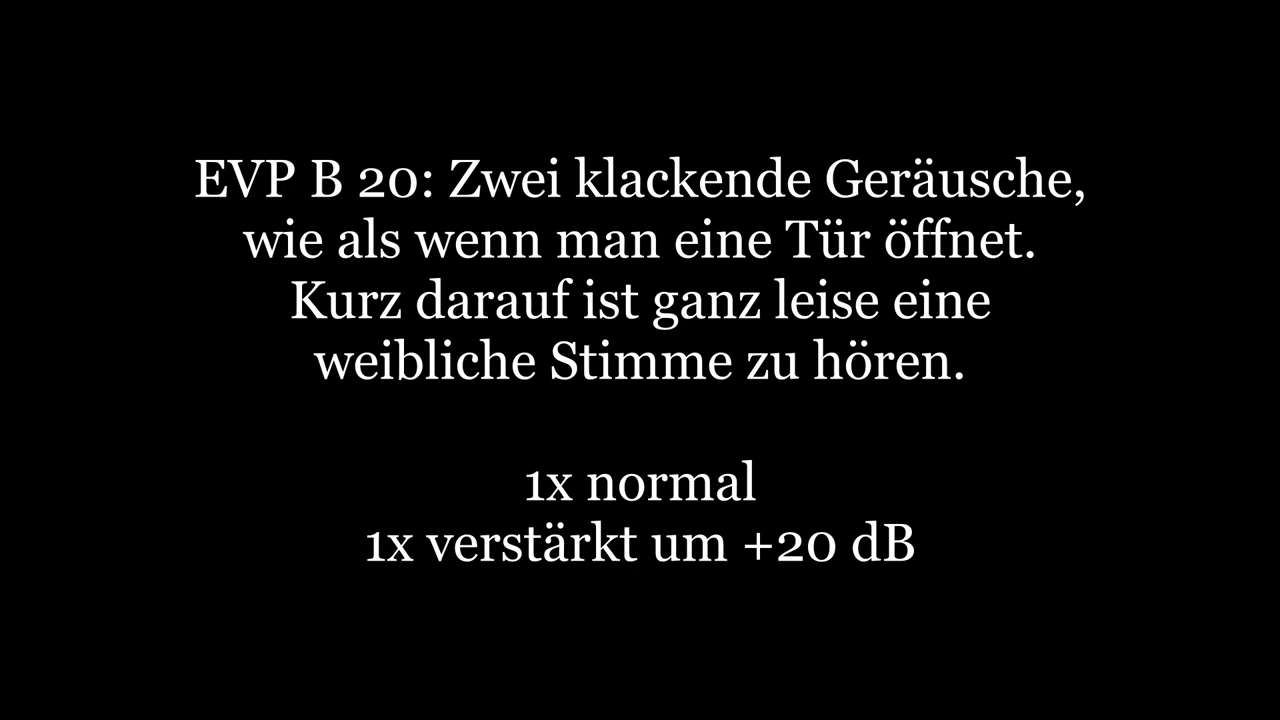 EVP B 20: Zwei klackende Geräusche,
wie als wenn man eine Tür öffnet.
Kurz darauf ist ganz leise eine
weibliche Stimme zu hören.
1x normal
1x verstärkt um +20 dB